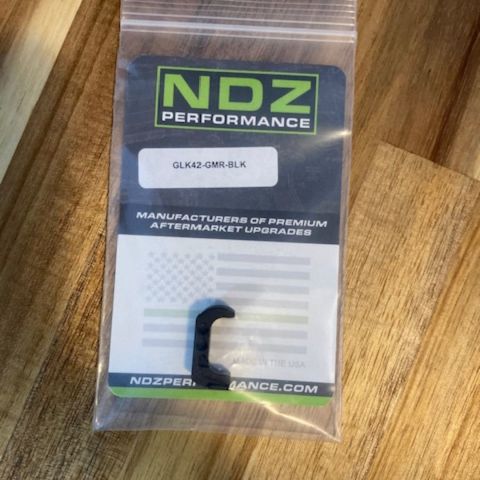 NDZ
PERFORMANCE
GLK42-GMR-BLK
MANUFACTURERS OF PREMIUM
AFTERMARKET UPGRADES
MADE IN THE USA
NDZPERFORMANCE.COM